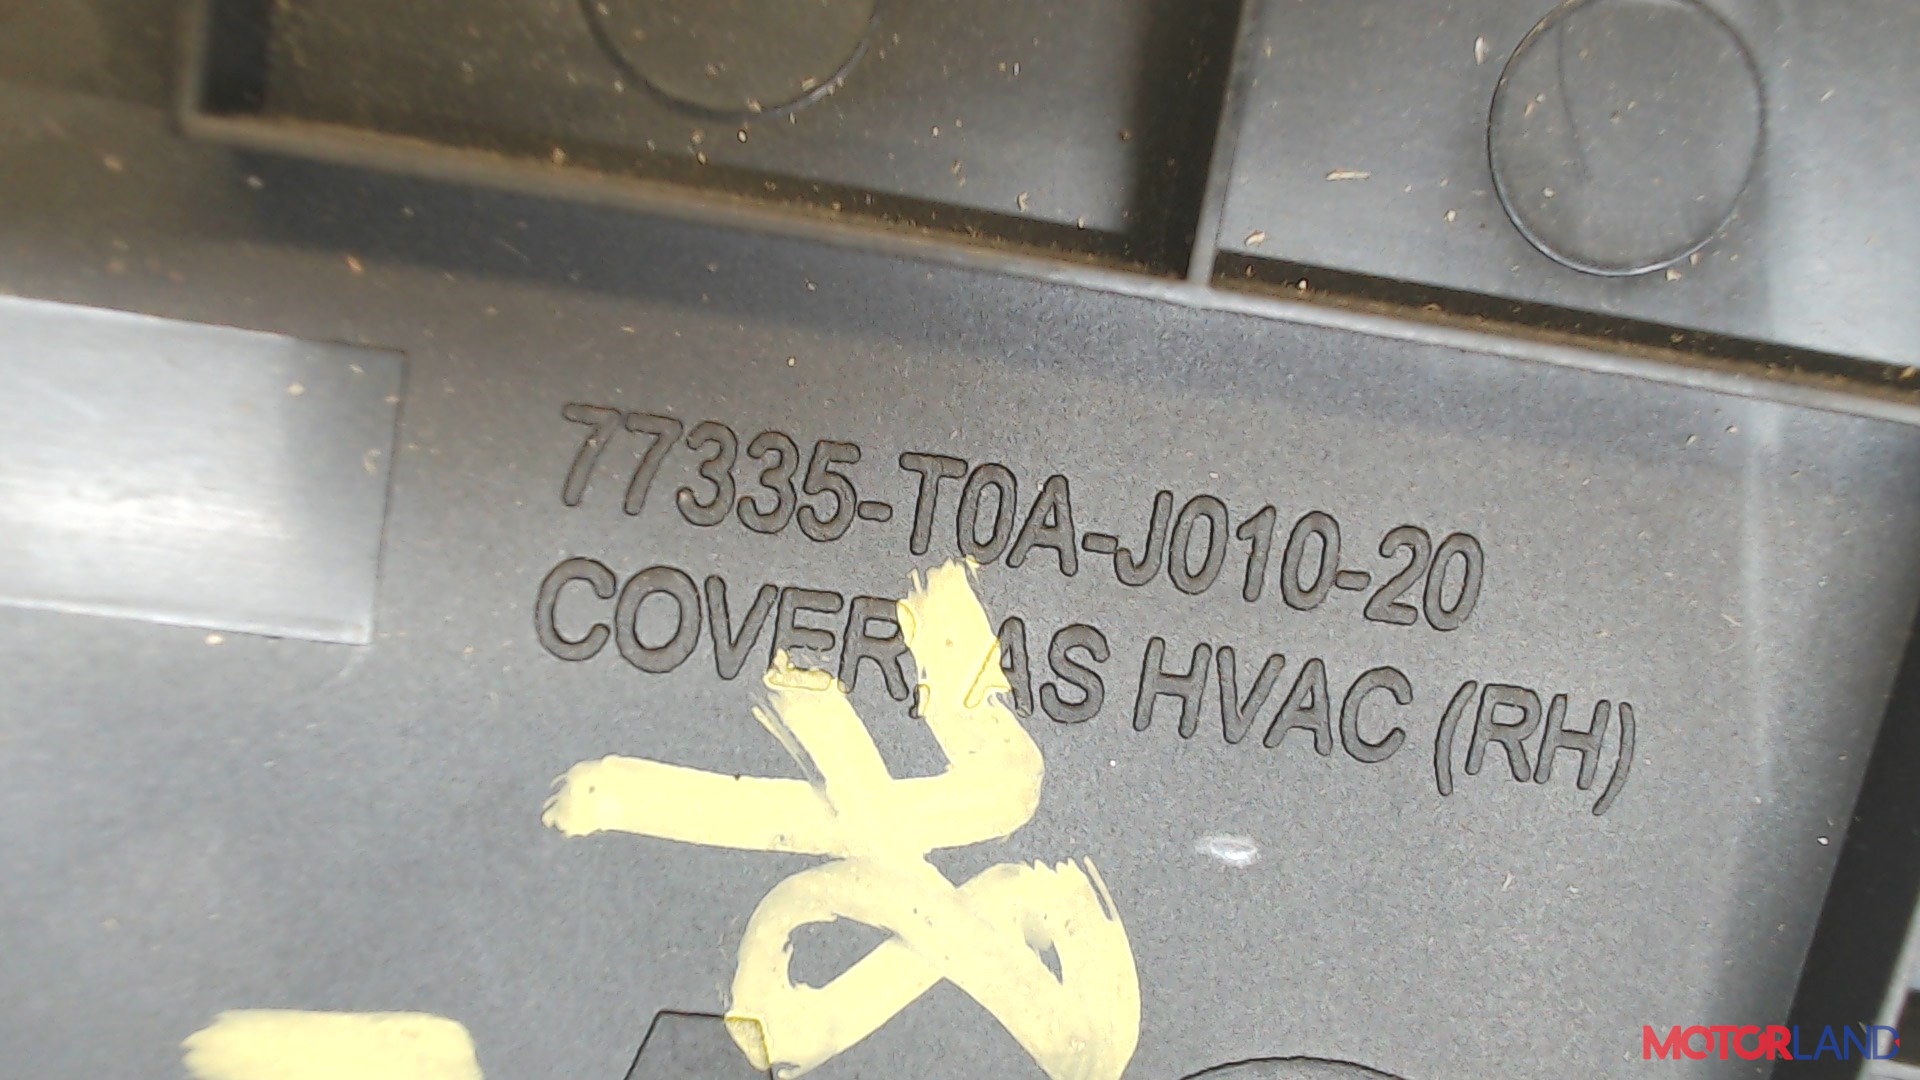 77335-T0A-J010-20
COVER, AS HVAC (RH)
MOTORLAND